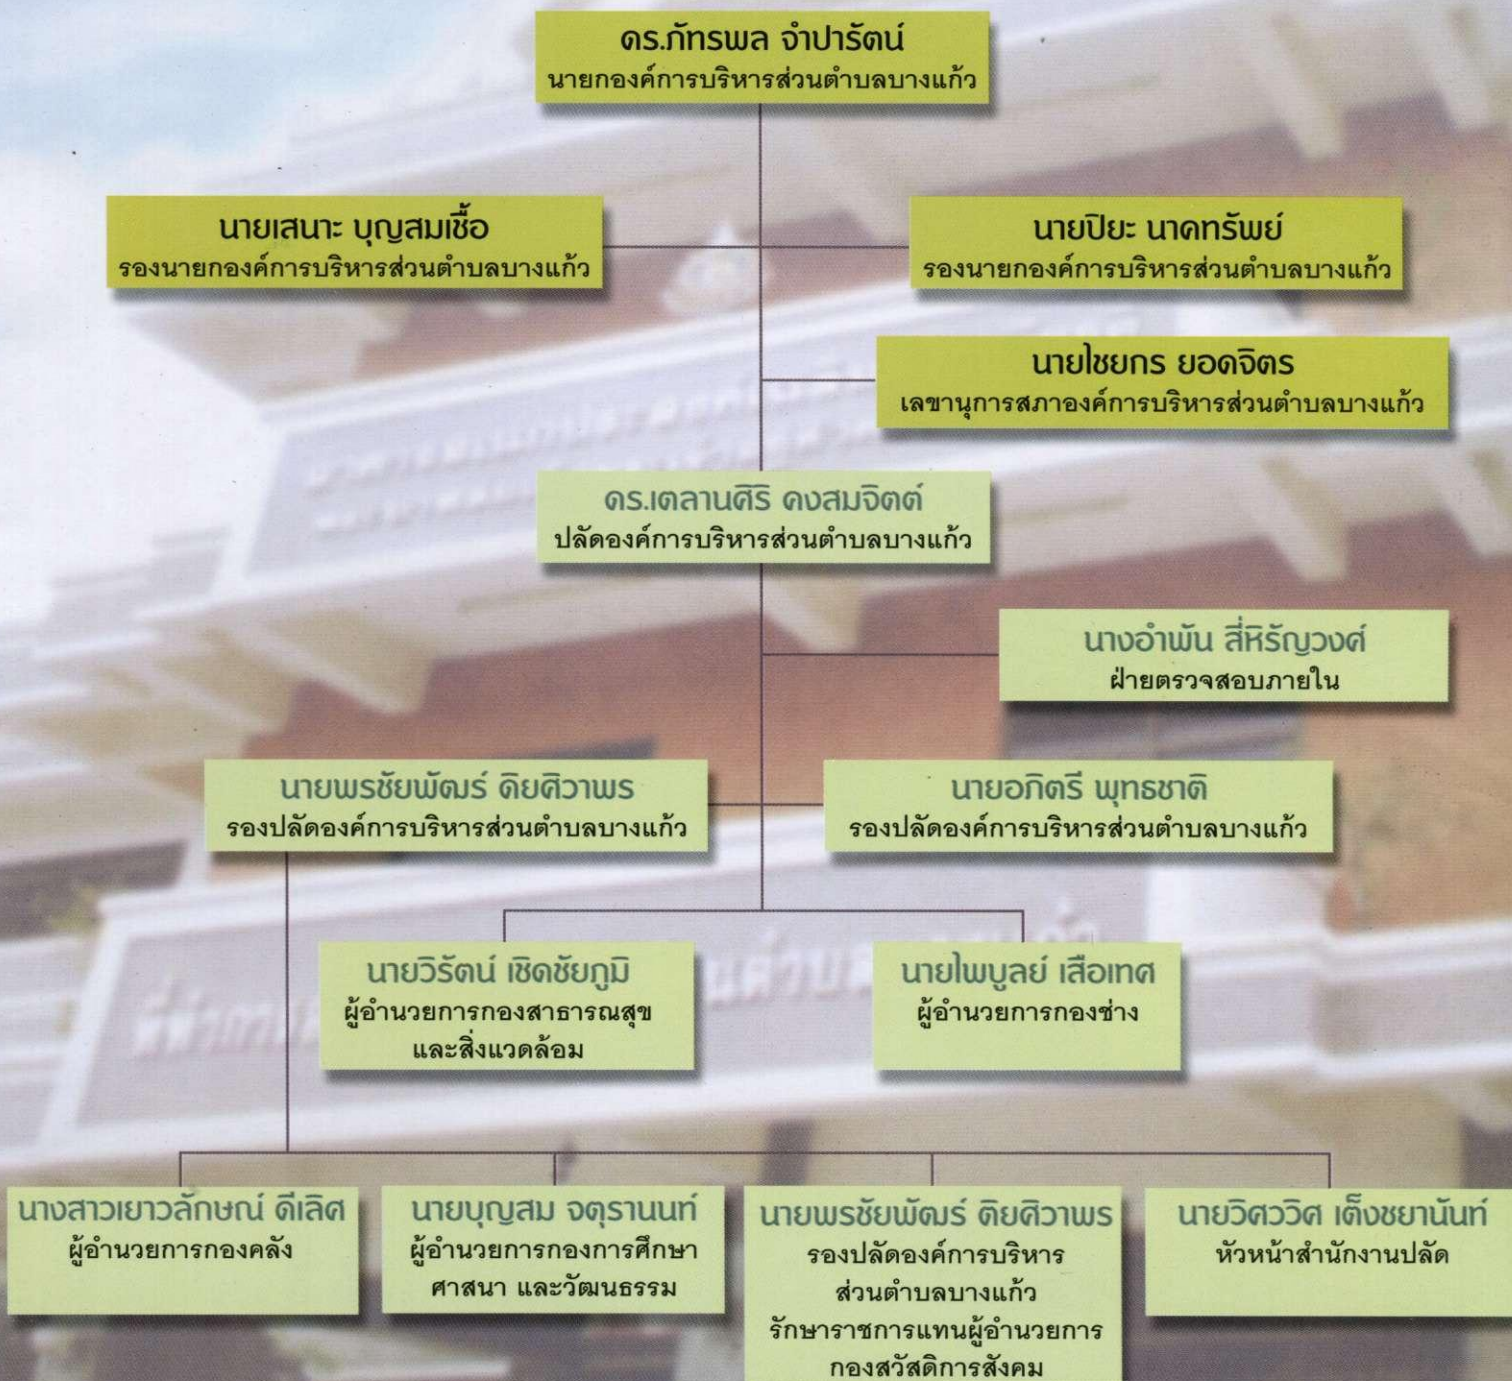 ดร.ภัทรพล จำปารัตน์
นายกองค์การบริหารส่วนตำบลบางแก้ว
นายเสนาะ บุญสมเชื้อ
รองนายกองค์การบริหารส่วนตำบลบางแก้ว
นายปิยะ นาคทรัพย์
รองนายกองค์การบริหารส่วนตำบลบางแก้ว
นายไชยกร ยอดจิตร
เลขานุการสภาองค์การบริหารส่วนตำบลบางแก้ว
ดร.เตลานศิริ คงสมจิตต์
ปลัดองค์การบริหารส่วนตำบลบางแก้ว
นางอำพัน สี่หิรัญวงศ์
ฝ่ายตรวจสอบภายใน
นายพรชัยพัฒร์ ดิยศิวาพร
รองปลัดองค์การบริหารส่วนตำบลบางแก้ว
นายอภิตรี พุทธชาติ
รองปลัดองค์การบริหารส่วนตำบลบางแก้ว
นายวิรัตน์ เชิดชัยภูมิ
ผู้อำนวยการกองสาธารณสุข
และสิ่งแวดล้อม
นายไพบูลย์ เสือเทศ
ผู้อำนวยการกองช่าง
นางสาวเยาวลักษณ์ ดีเลิศ
ผู้อำนวยการกองคลัง
นายบุญสม จตุรานนท์
ผู้อำนวยการกองการศึกษา
ศาสนา และวัฒนธรรม
นายพรชัยพัฒร์ ติยศิวาพร
รองปลัดองค์การบริหาร
ส่วนตำบลบางแก้ว
รักษาราชการแทนผู้อำนวยการ
กองสวัสดิการสังคม
นายวิศววิศ เต็งชยานันท์
หัวหน้าสำนักงานปลัด